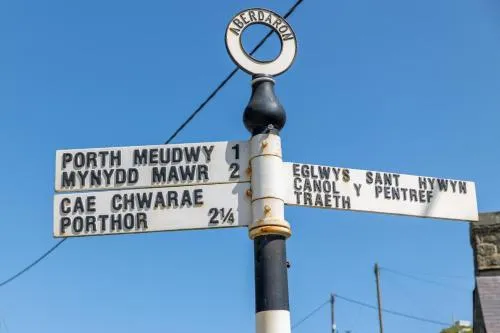 ABERDARON
PORTH MEUDWY 1
MYNYDD MAWR 2
CAE CHWARAE
PORTHOR 2¼
EGLWYS SANT HYWYN
CANOL Y PENTREF
TRAETH